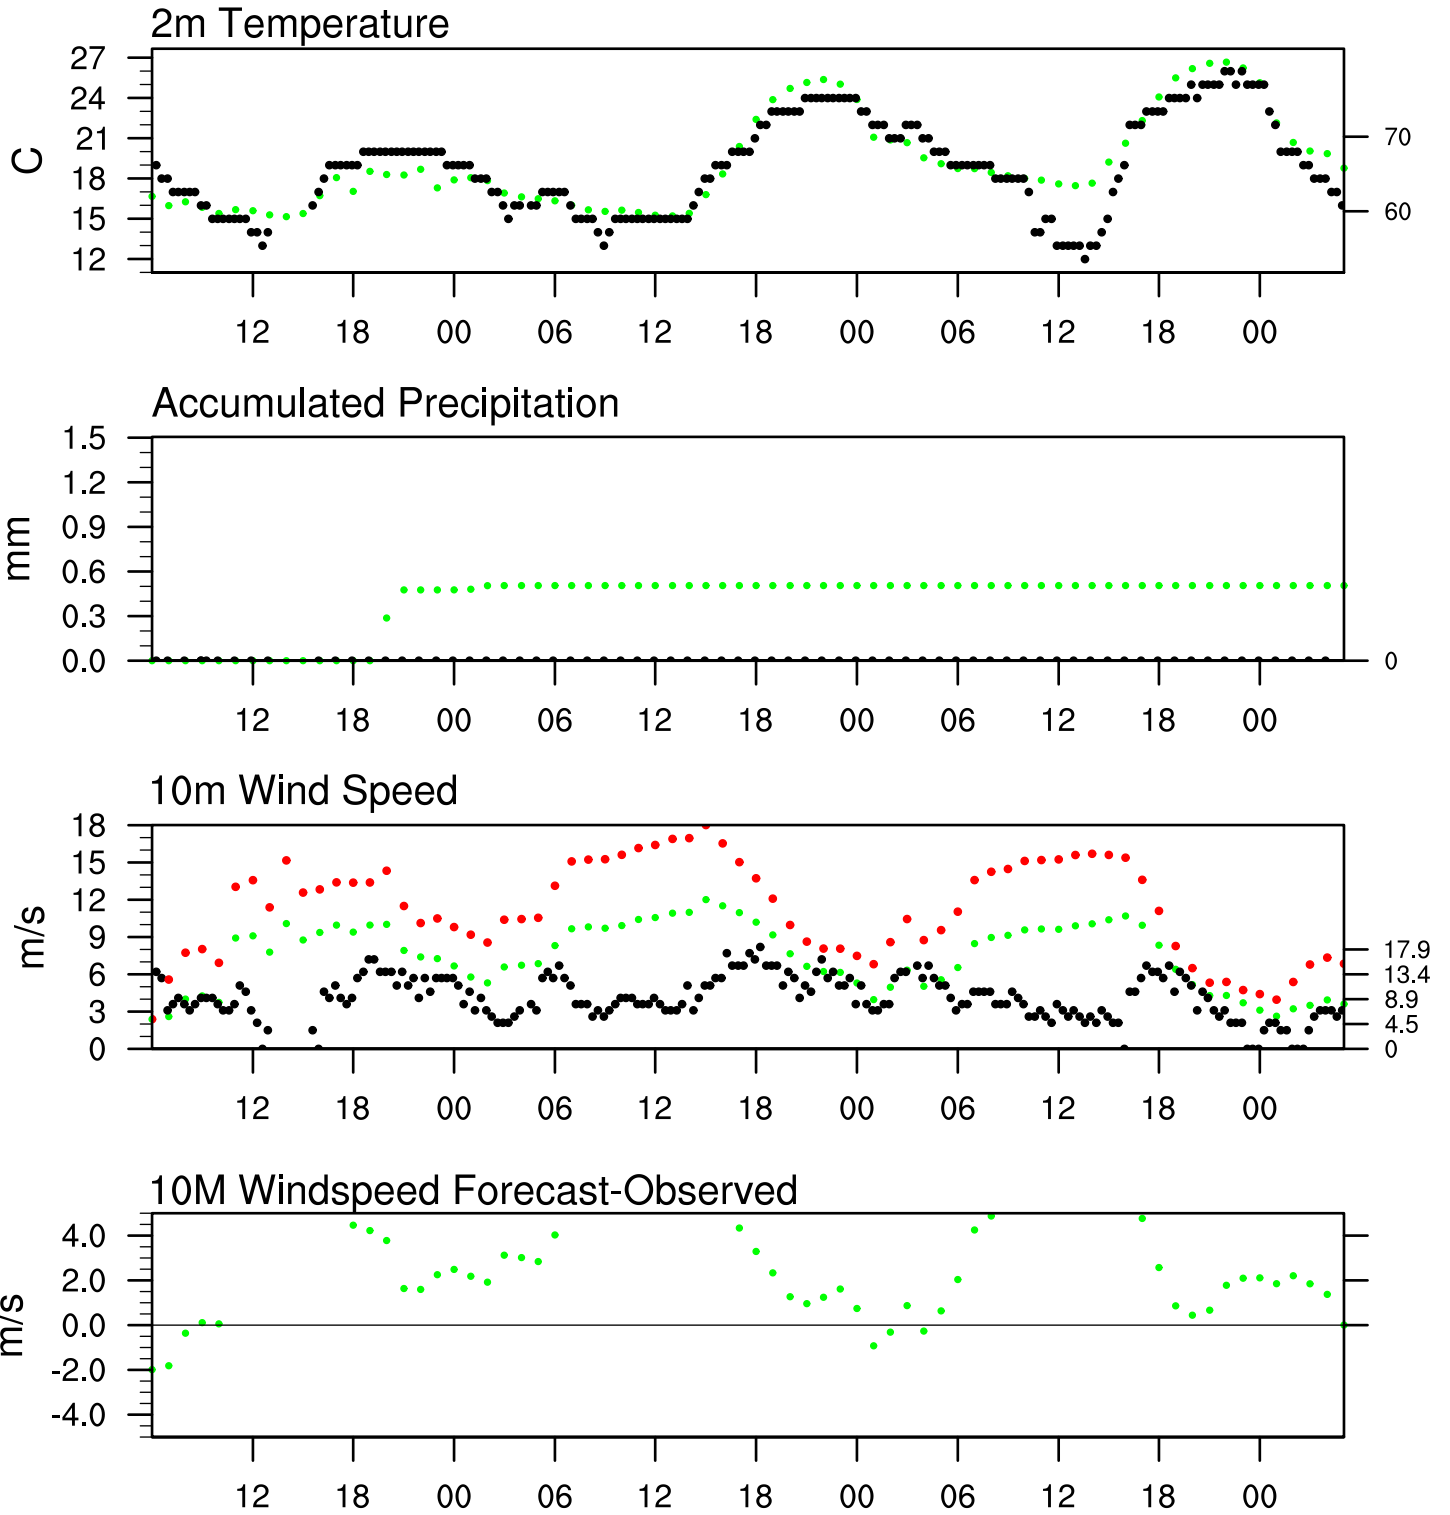 2m Temperature
27
24
21
18
15
12
C
70
60
12 18 00 06 12 18 00 06 12 18 00
Accumulated Precipitation
1.5
1.2
0.9
0.6
0.3
0.0
mm
0
12 18 00 06 12 18 00 06 12 18 00
10m Wind Speed
18
15
12
9
6
3
0
m/s
17.9
13.4
8.9
4.5
0
12 18 00 06 12 18 00 06 12 18 00
10M Windspeed Forecast-Observed
4.0
2.0
0.0
-2.0
-4.0
m/s
12 18 00 06 12 18 00 06 12 18 00